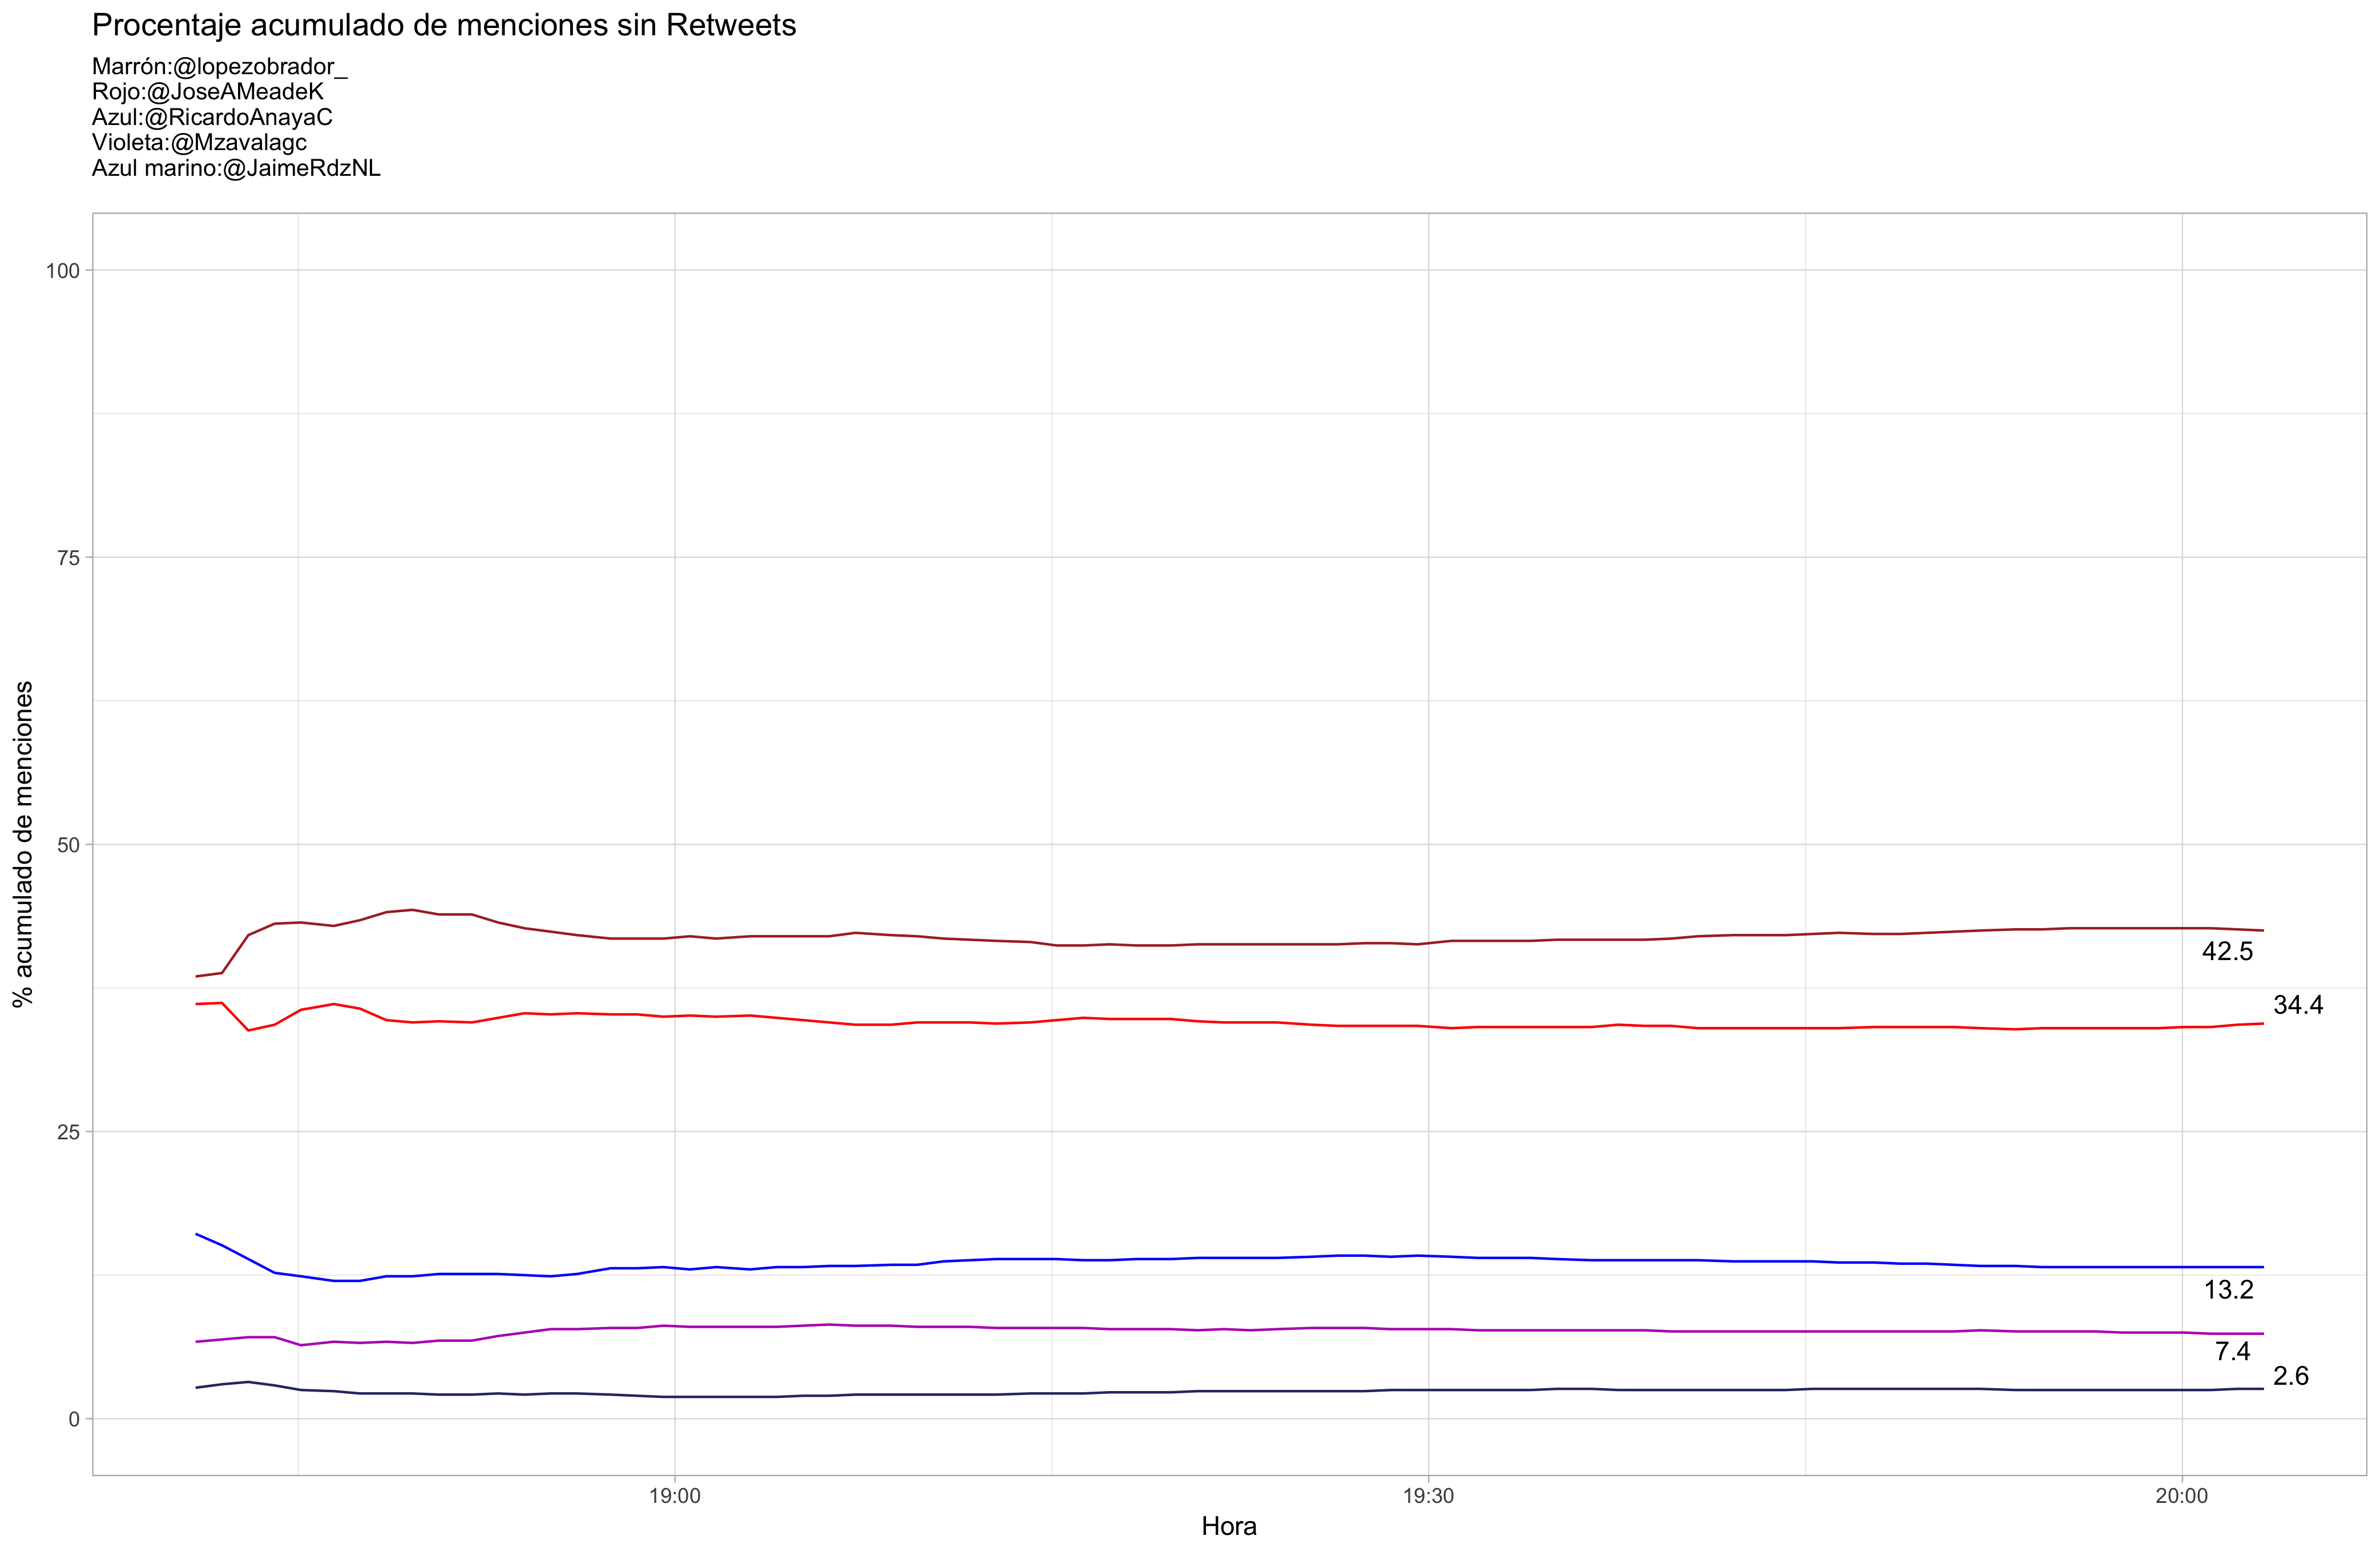 Procentaje acumulado de menciones sin Retweets
Marrón:@lopezobrador_
Rojo:@JoseAMeadeK
Azul:@RicardoAnayaC
Violeta:@Mzavalagc
Azul marino:@JaimeRdzNL
% acumulado de menciones
100
75
50
25
0
42.5
34.4
13.2
7.4
2.6
19:00
19:30
20:00
Hora